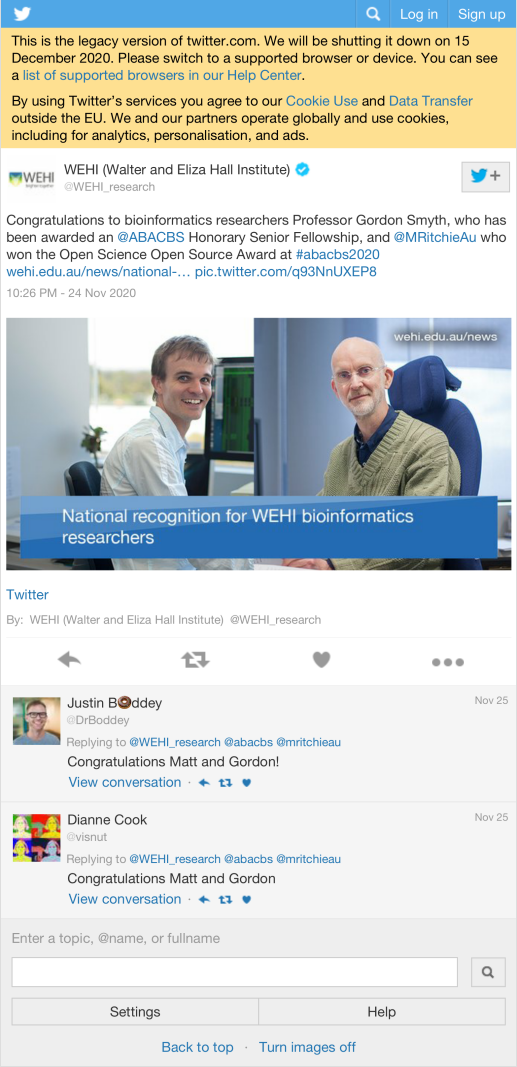 Log in Sign up
This is the legacy version of twitter.com. We will be shutting it down on 15
December 2020. Please switch to a supported browser or device. You can see
a list of supported browsers in our Help Center.
By using Twitter's services you agree to our Cookie Use and Data Transfer
outside the EU. We and our partners operate globally and use cookies,
including for analytics, personalisation, and ads.
WEHI
WEHI (Walter and Eliza Hall Institute)
@WEHI_research
+
Congratulations to bioinformatics researchers Professor Gordon Smyth, who has
been awarded an @ABACBS Honorary Senior Fellowship, and @MRitchieAu who
won the Open Science Open Source Award at #abacbs2020
wehi.edu.au/news/national-… pic.twitter.com/q93NnUXEP8
10:26 PM - 24 Nov 2020
wehi.edu.au/news
National recognition for WEHI bioinformatics
researchers
Twitter
By: WEHI (Walter and Eliza Hall Institute) @WEHI_research
Justin B🍩ddey Nov 25
@DrBoddey
Replying to @WEHI_research @abacbs @mritchieau
Congratulations Matt and Gordon!
View conversation ·
Dianne Cook Nov 25
@visnut
Replying to @WEHI_research @abacbs @mritchieau
Congratulations Matt and Gordon
View conversation ·
Enter a topic, @name, or fullname
Settings Help
Back to top · Turn images off